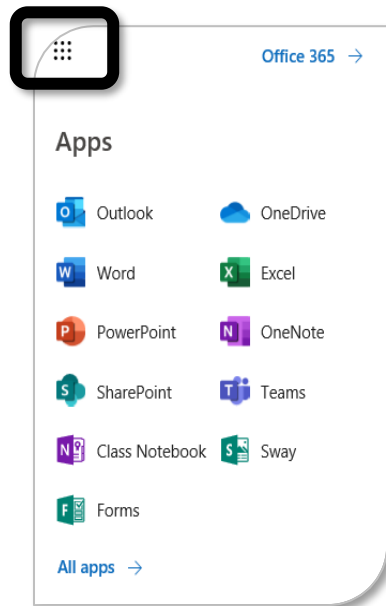 Office 365 →
Apps
Outlook OneDrive
Word Excel
PowerPoint OneNote
SharePoint Teams
Class Notebook Sway
Forms
All apps →